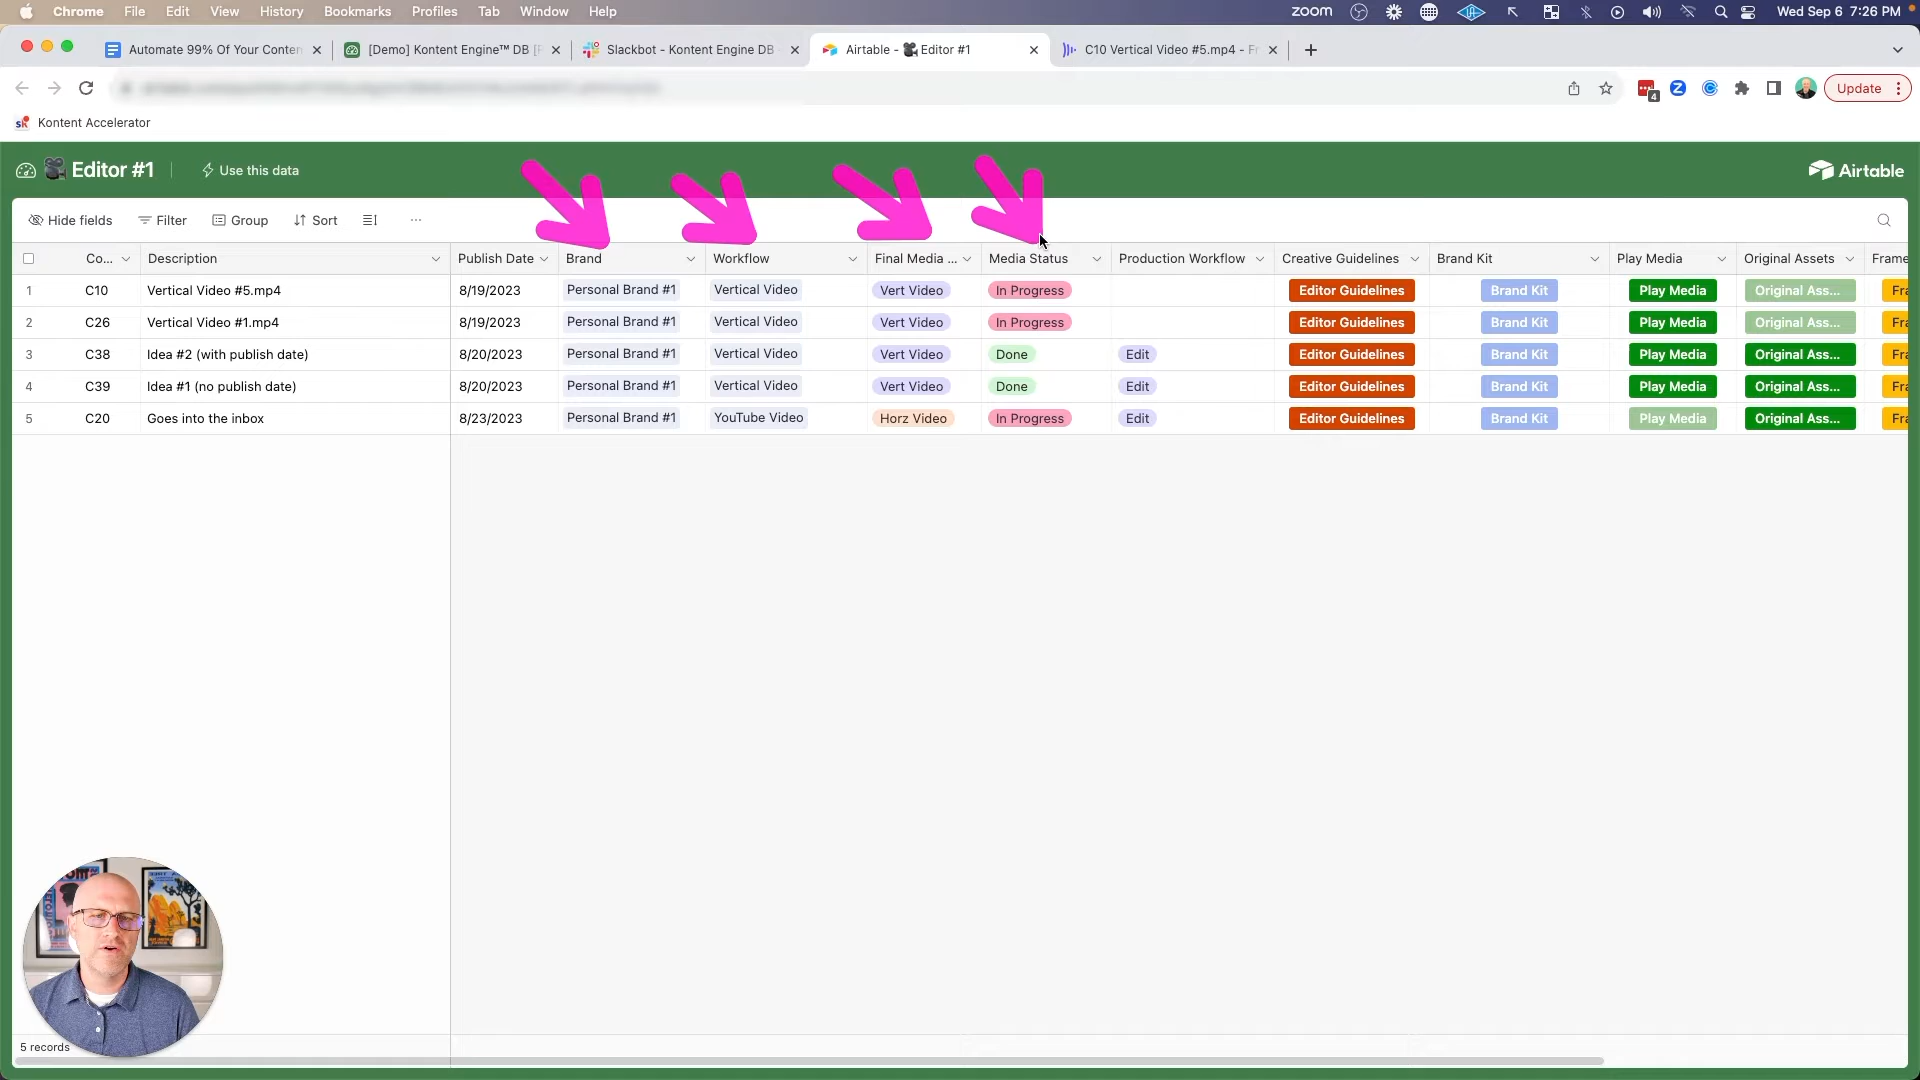 Chrome File Edit View History Bookmarks Profiles Tab Window Help zoom Wed Sep 6 7:26 PM
Automate 99% Of Your Conten [Demo] Kontent Engine™ DB [ Slackbot - Kontent Engine DB Airtable - Editor #1 C10 Vertical Video #5.mp4 - Fr
4 Z Update
Kontent Accelerator
Editor #1 Use this data Airtable
Hide fields Filter Group Sort ...
Co... Description Publish Date Brand Workflow Final Media ... Media Status Production Workflow Creative Guidelines Brand Kit Play Media Original Assets Frame
1 C10 Vertical Video #5.mp4 8/19/2023 Personal Brand #1 Vertical Video Vert Video In Progress Editor Guidelines Brand Kit Play Media Original Ass... Fra
2 C26 Vertical Video #1.mp4 8/19/2023 Personal Brand #1 Vertical Video Vert Video In Progress Editor Guidelines Brand Kit Play Media Original Ass... Fra
3 C38 Idea #2 (with publish date) 8/20/2023 Personal Brand #1 Vertical Video Vert Video Done Edit Editor Guidelines Brand Kit Play Media Original Ass... Fra
4 C39 Idea #1 (no publish date) 8/20/2023 Personal Brand #1 Vertical Video Vert Video Done Edit Editor Guidelines Brand Kit Play Media Original Ass... Fra
5 C20 Goes into the inbox 8/23/2023 Personal Brand #1 YouTube Video Horz Video In Progress Edit Editor Guidelines Brand Kit Play Media Original Ass... Fra
5 records